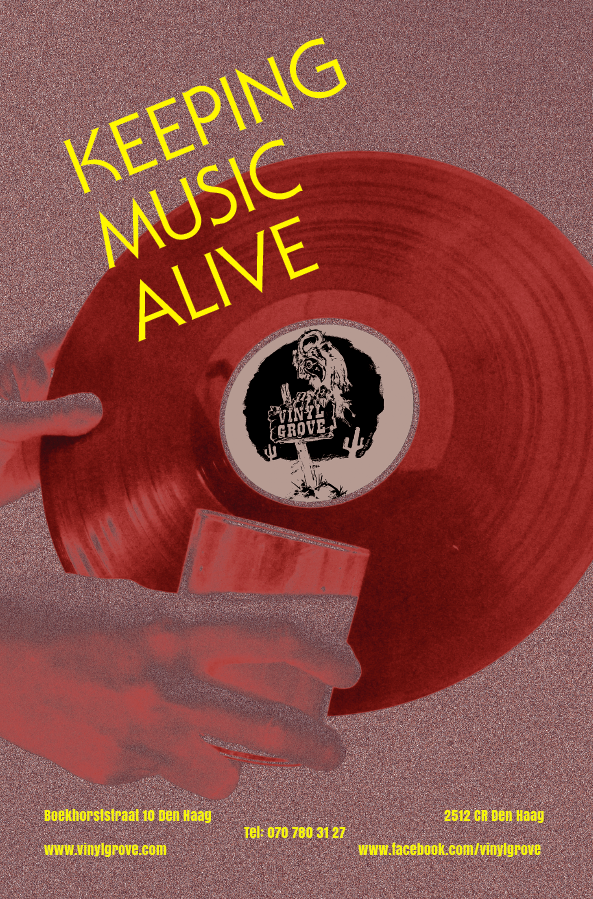 KEEPING
MUSIC
ALIVE
VINYL
GROVE
Boekhorststraat 10 Den Haag
2512 CR Den Haag
Tel: 070 780 31 27
www.vinylgrove.com
www.facebook.com/vinylgrove